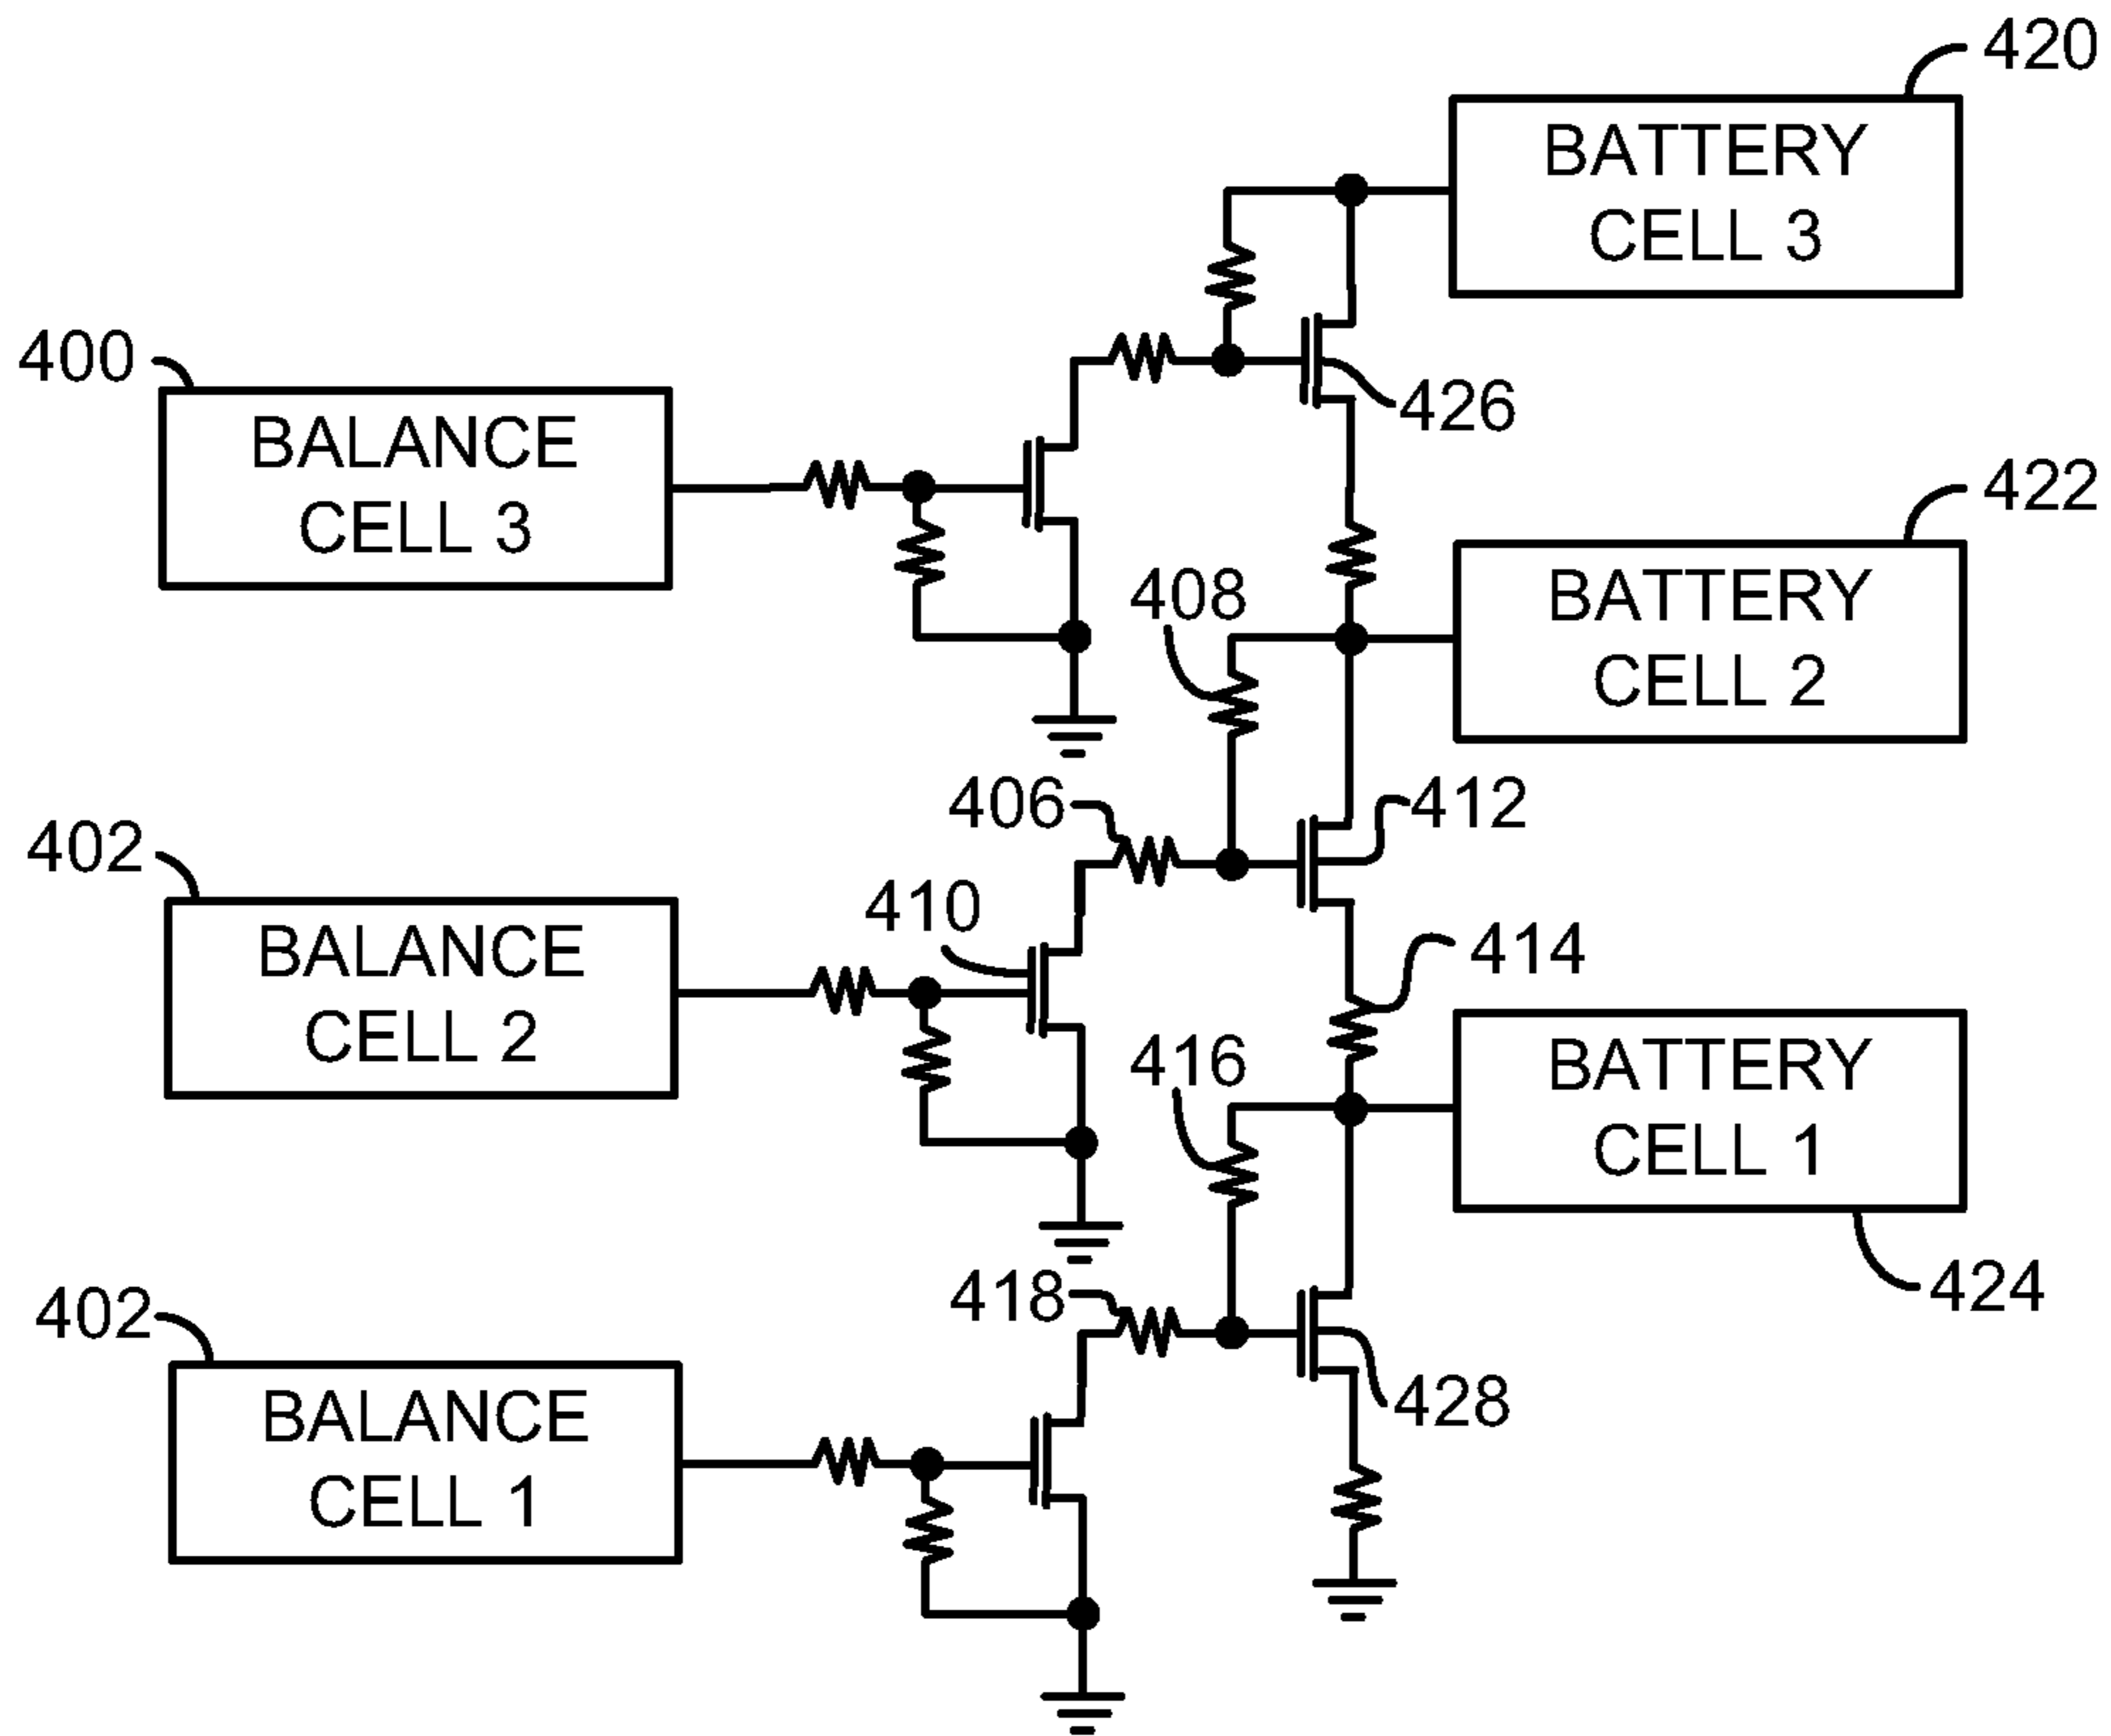 420
BATTERY
CELL 3
400
BALANCE
CELL 3
426
422
BATTERY
CELL 2
408
406
412
402
BALANCE
CELL 2
410
414
416
BATTERY
CELL 1
424
418
402
BALANCE
CELL 1
428